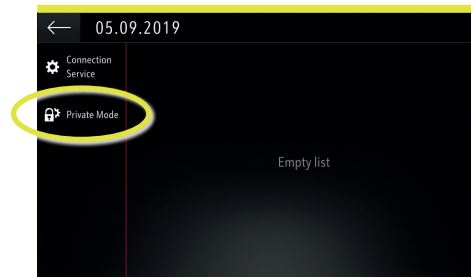 05.09.2019
Connection
Service
Private Mode
Empty list